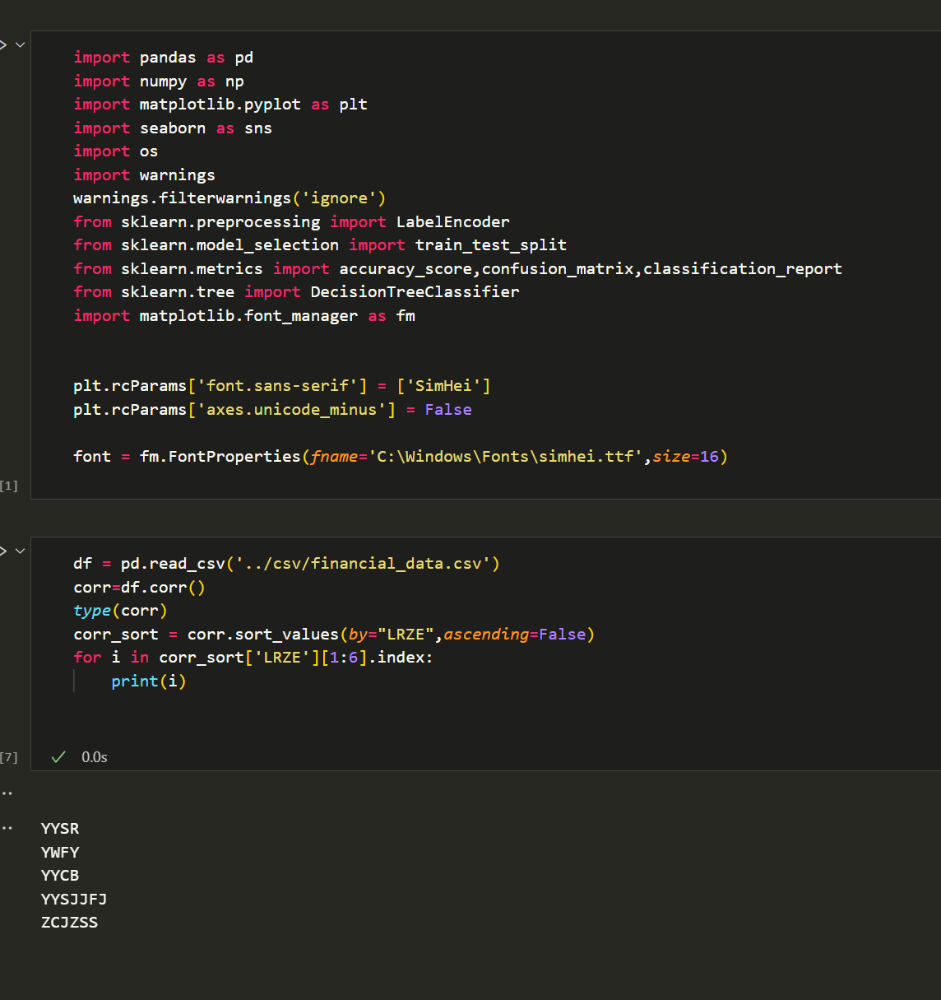 import pandas as pd
import numpy as np
import matplotlib.pyplot as plt
import seaborn as sns
import os
import warnings
warnings.filterwarnings('ignore')
from sklearn.preprocessing import LabelEncoder
from sklearn.model_selection import train_test_split
from sklearn.metrics import accuracy_score,confusion_matrix,classification_report
from sklearn.tree import DecisionTreeClassifier
import matplotlib.font_manager as fm
plt.rcParams['font.sans-serif'] = ['SimHei']
plt.rcParams['axes.unicode_minus'] = False
font = fm.FontProperties(fname='C:\Windows\Fonts\simhei.ttf',size=16)
[1]
df = pd.read_csv('../csv/financial_data.csv')
corr=df.corr()
type(corr)
corr_sort = corr.sort_values(by="LRZE",ascending=False)
for i in corr_sort['LRZE'][1:6].index:
    print(i)
[7]
0.0s
YYSR
YWFY
YYCB
YYSJJFJ
ZCJZSS